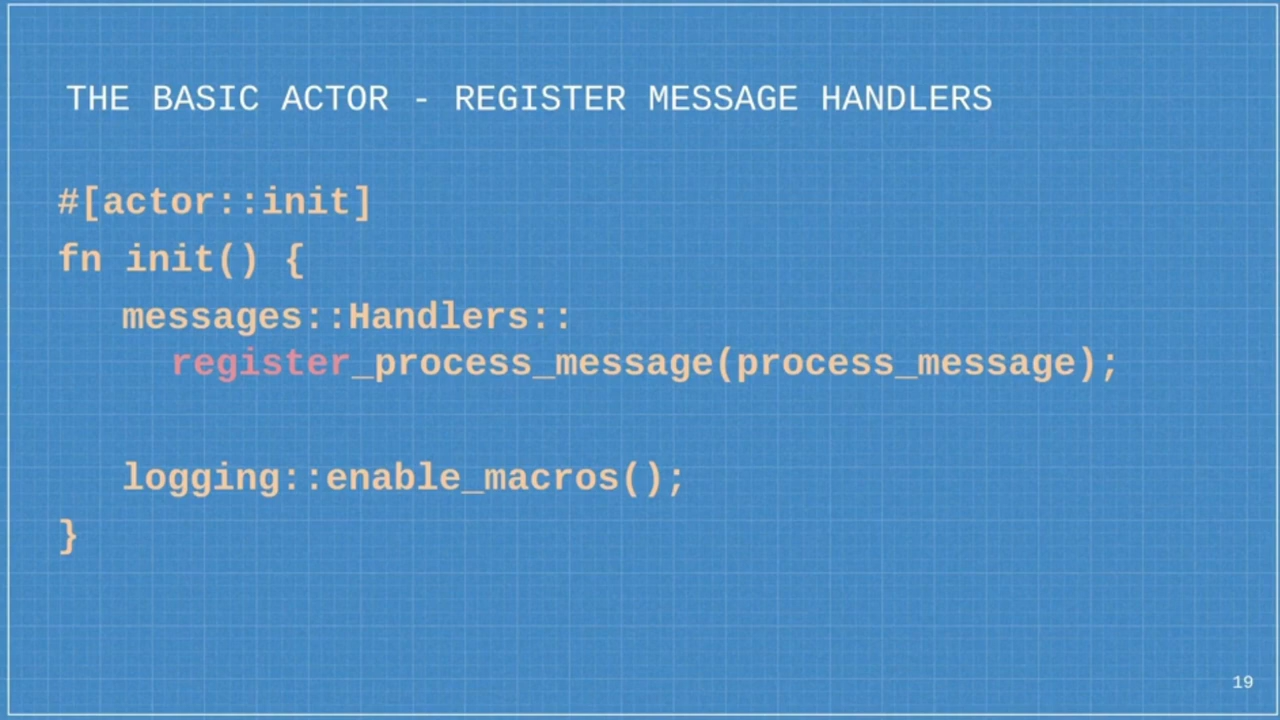 THE BASIC ACTOR - REGISTER MESSAGE HANDLERS
#[actor::init]
fn init() {
messages::Handlers::
register_process_message(process_message);
logging::enable_macros();
}
19